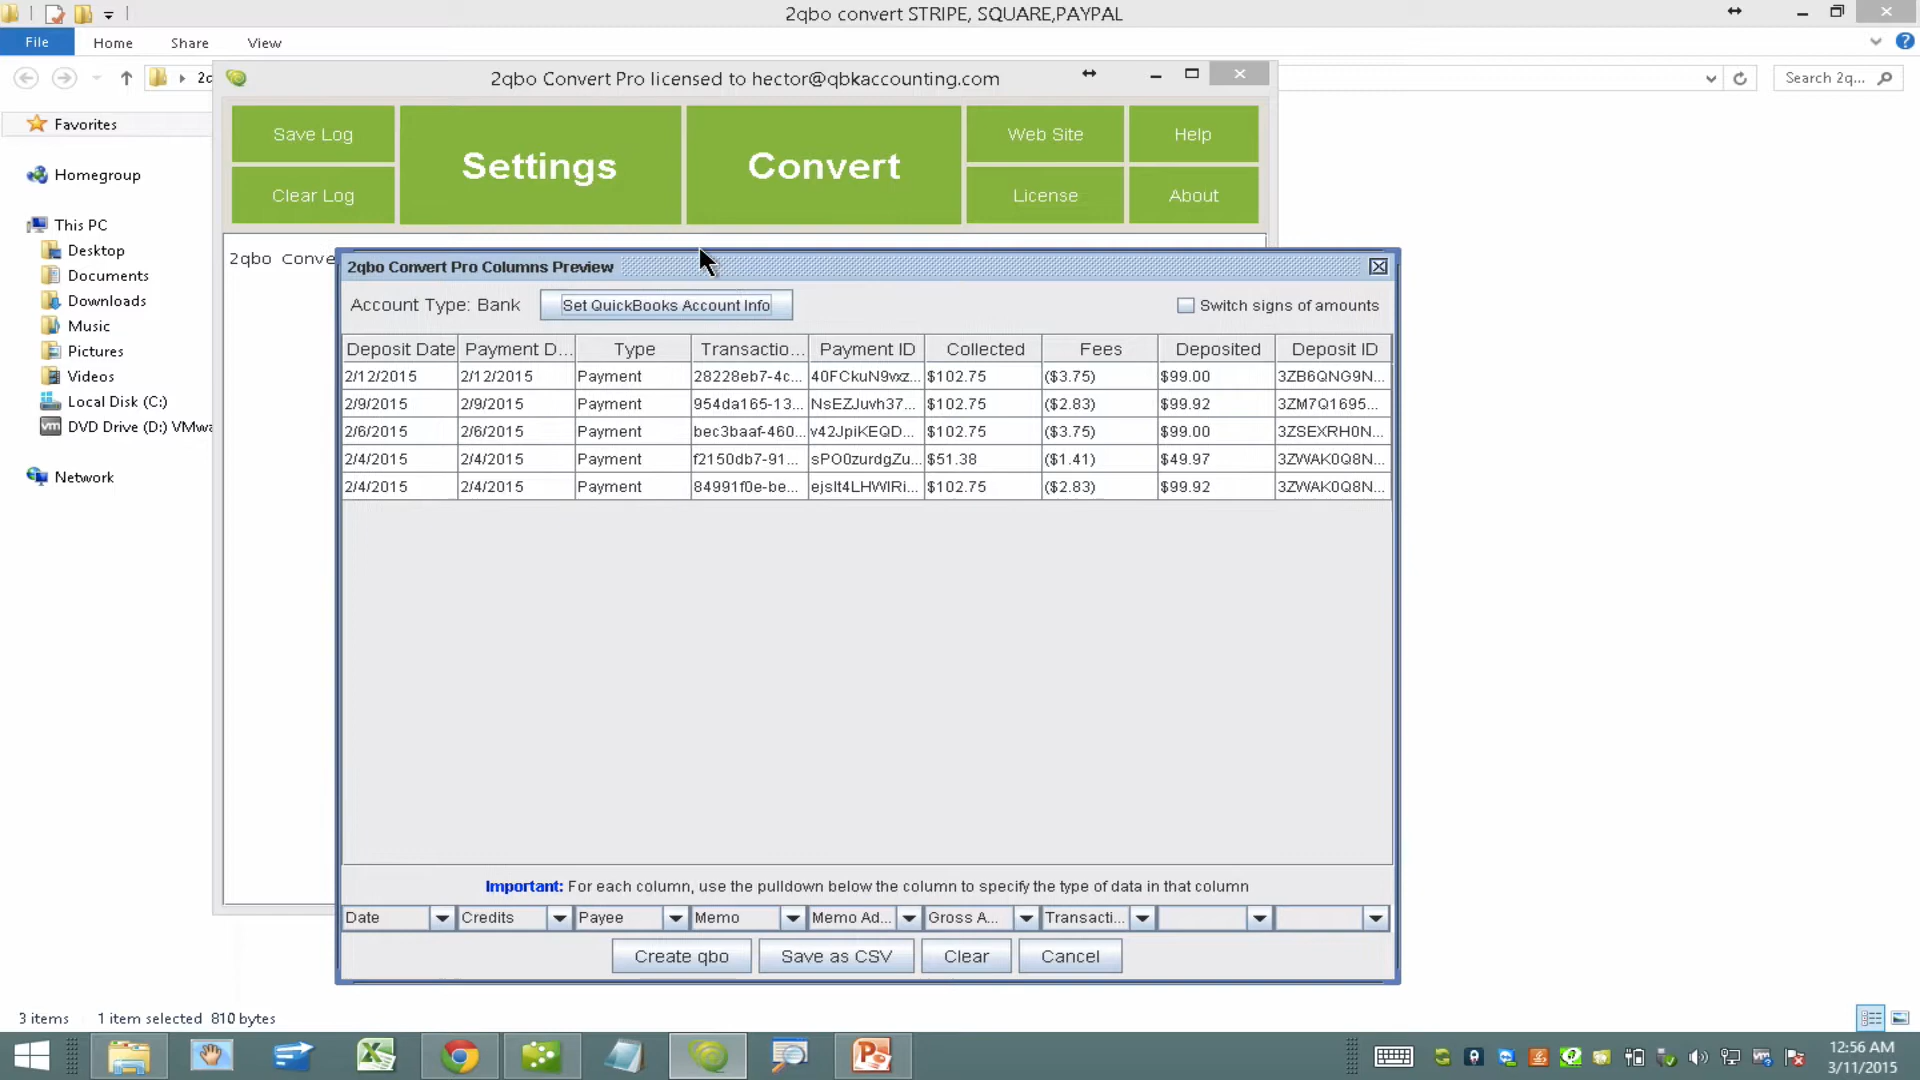 2qbo convert STRIPE, SQUARE,PAYPAL
File Home Share View
2c
Search 2q...
2qbo Convert Pro licensed to hector@qbkaccounting.com
Favorites
Homegroup
This PC
Desktop
Documents
Downloads
Music
Pictures
Videos
Local Disk (C:)
DVD Drive (D:) VMwa
Network
Save Log
Clear Log
Settings
Convert
Web Site
License
Help
About
2qbo Conve
2qbo Convert Pro Columns Preview
Account Type: Bank Set QuickBooks Account Info Switch signs of amounts
Deposit Date Payment D... Type Transactio... Payment ID Collected Fees Deposited Deposit ID
2/12/2015 2/12/2015 Payment 28228eb7-4c... 40FCkuN9vxz... $102.75 ($3.75) $99.00 3ZB6QNG9N...
2/9/2015 2/9/2015 Payment 954da165-13... NsEZJuvh37... $102.75 ($2.83) $99.92 3ZM7Q1695...
2/6/2015 2/6/2015 Payment bec3baaf-460... v42JpiKEQD... $102.75 ($3.75) $99.00 3ZSEXRH0N...
2/4/2015 2/4/2015 Payment f2150db7-91... sPO0zurdgZu... $51.38 ($1.41) $49.97 3ZWAK0Q8N...
2/4/2015 2/4/2015 Payment 84991f0e-be... ejslt4LHWIRi... $102.75 ($2.83) $99.92 3ZWAK0Q8N...
Important: For each column, use the pulldown below the column to specify the type of data in that column
Date Credits Payee Memo Memo Ad... Gross A... Transacti...
Create qbo Save as CSV Clear Cancel
3 items 1 item selected 810 bytes
12:56 AM
3/11/2015